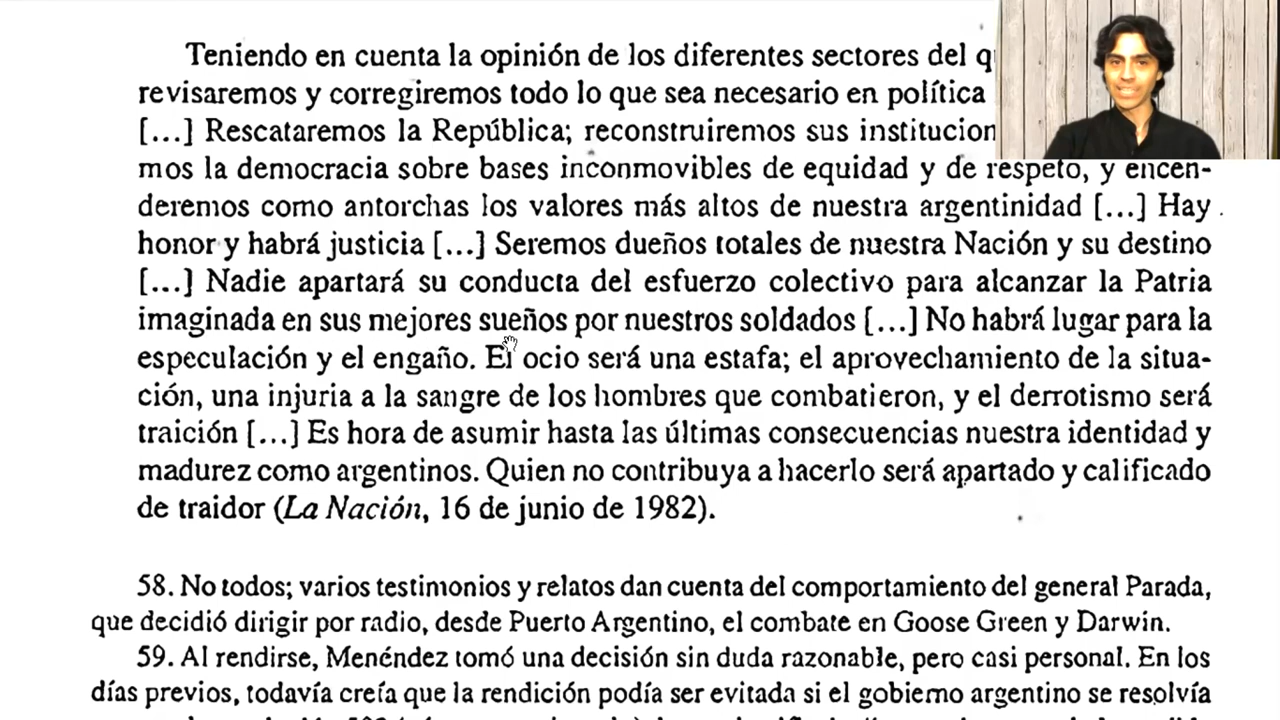 Teniendo en cuenta la opinión de los diferentes sectores del
revisaremos y corregiremos todo lo que sea necesario en política
[...] Rescataremos la República; reconstruiremos sus
mos la democracia sobre bases inconmovibles de equidad y de respeto, y encen-
deremos como antorchas los valores más altos de nuestra argentinidad [...] Hay
honor y habrá justicia [...] Seremos dueños totales de nuestra Nación y su destino
[...] Nadie apartará su conducta del esfuerzo colectivo para alcanzar la Patria
imaginada en sus mejores sueños por nuestros soldados [...] No habrá lugar para la
especulación y el engaño. El ocio será una estafa; el aprovechamiento de la situa-
ción, una injuria a la sangre de los hombres que combatieron, y el derrotismo será
traición [...] Es hora de asumir hasta las últimas consecuencias nuestra identidad y
madurez como argentinos. Quien no contribuya a hacerlo será apartado y calificado
de traidor (La Nación, 16 de junio de 1982).
58. No todos; varios testimonios y relatos dan cuenta del comportamiento del general Parada,
que decidió dirigir por radio, desde Puerto Argentino, el combate en Goose Green y Darwin.
59. Al rendirse, Menéndez tomó una decisión sin duda razonable, pero casi personal. En los
días previos, todavía creía que la rendición podía ser evitada si el gobierno argentino se resolvía